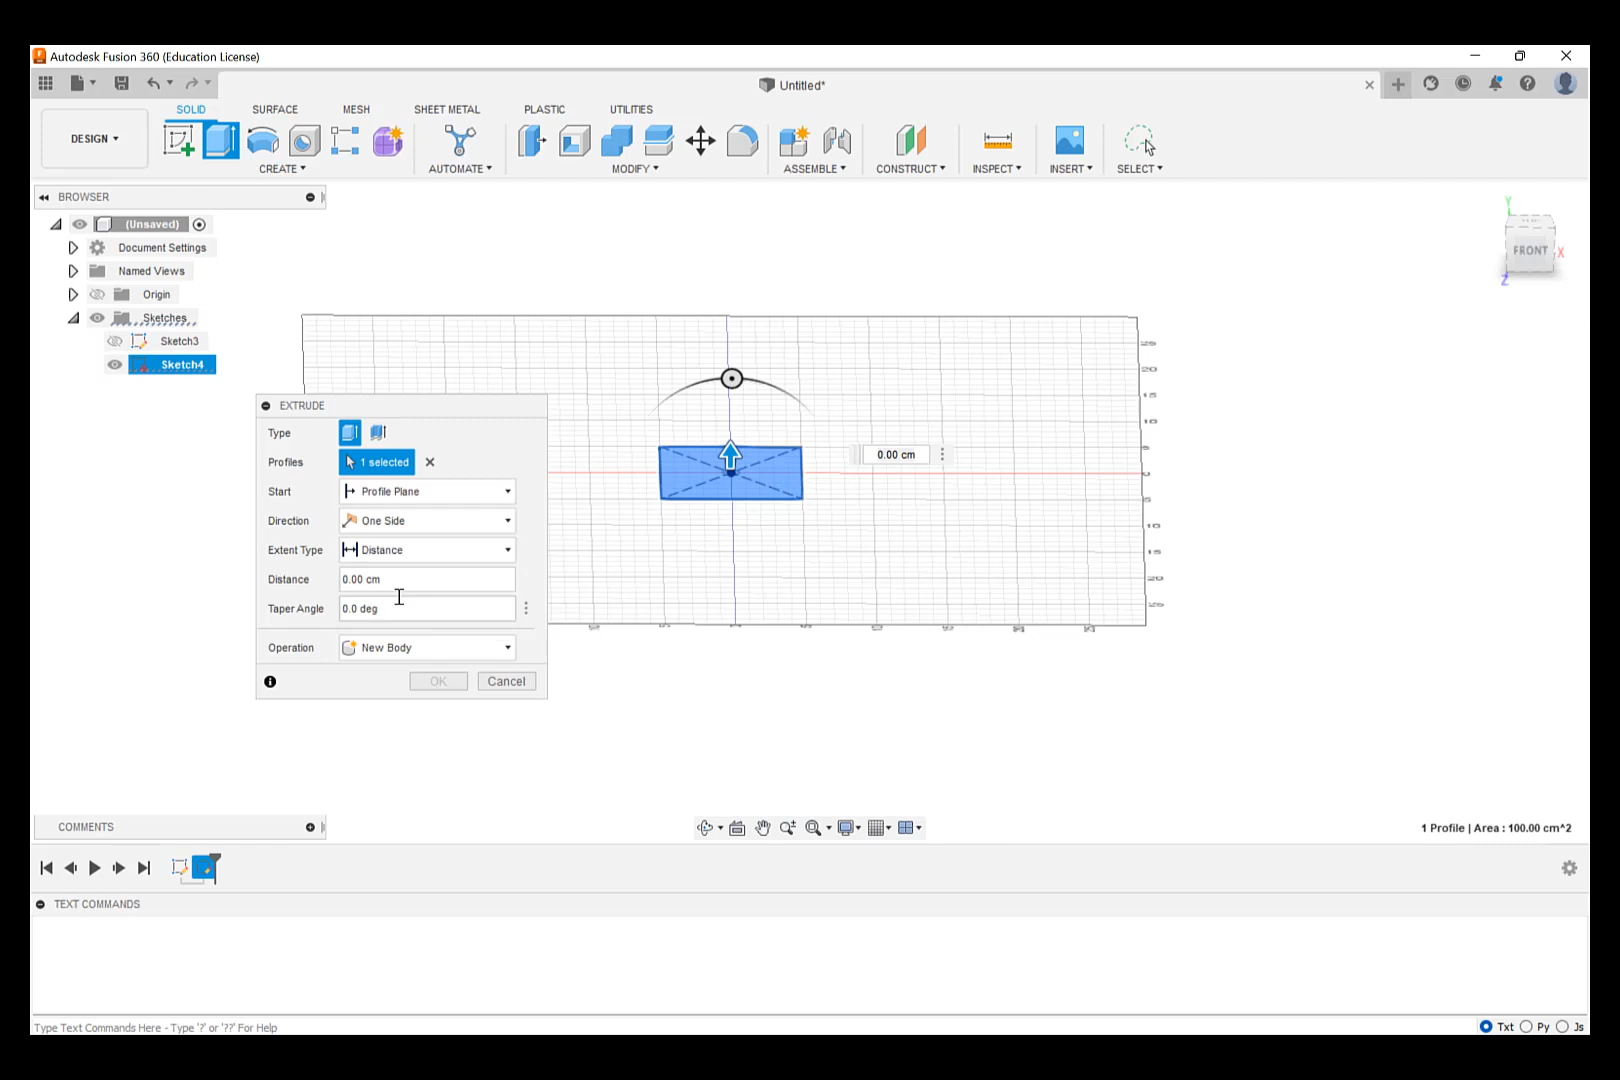 Autodesk Fusion 360 (Education License)
Untitled*
SOLID SURFACE MESH SHEET METAL PLASTIC UTILITIES
DESIGN
CREATE AUTOMATE MODIFY ASSEMBLE CONSTRUCT INSPECT INSERT SELECT
BROWSER
(Unsaved)
Document Settings
Named Views
Origin
Sketches
Sketch3
Sketch4
Y
FRONT
X
Z
EXTRUDE
Type
Profiles 1 selected
Start Profile Plane
Direction One Side
Extent Type Distance
Distance 0.00 cm
Taper Angle 0.0 deg
Operation New Body
OK Cancel
0.00 cm
COMMENTS
1 Profile | Area : 100.00 cm^2
TEXT COMMANDS
Type Text Commands Here - Type '?' or '??' For Help
Txt Py Js